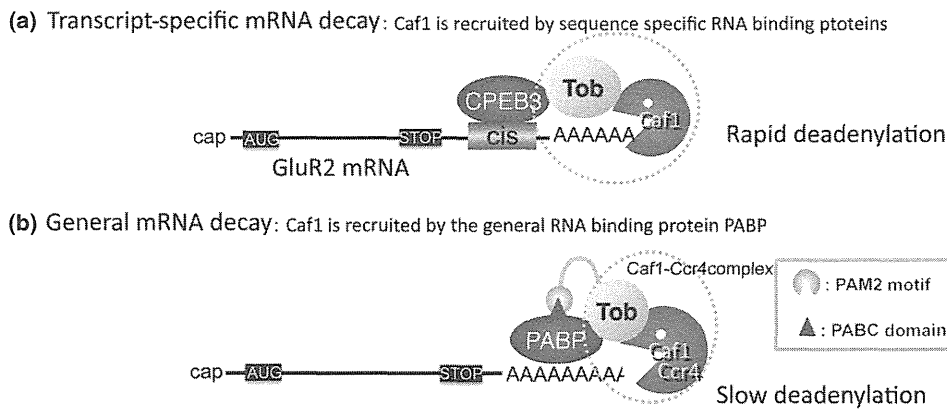 (a) Transcript-specific mRNA decay: Caf1 is recruited by sequence specific RNA binding ptoteins
CPEB3
Tob
Caf1
cap
AUG
STOP
CIS
AAAAAA
GluR2 mRNA
Rapid deadenylation
(b) General mRNA decay: Caf1 is recruited by the general RNA binding protein PABP
Caf1-Ccr4complex
: PAM2 motif
Tob
PABP
: PABC domain
Caf1
Ccr4
cap
AUG
STOP
AAAAAAAAA
Slow deadenylation